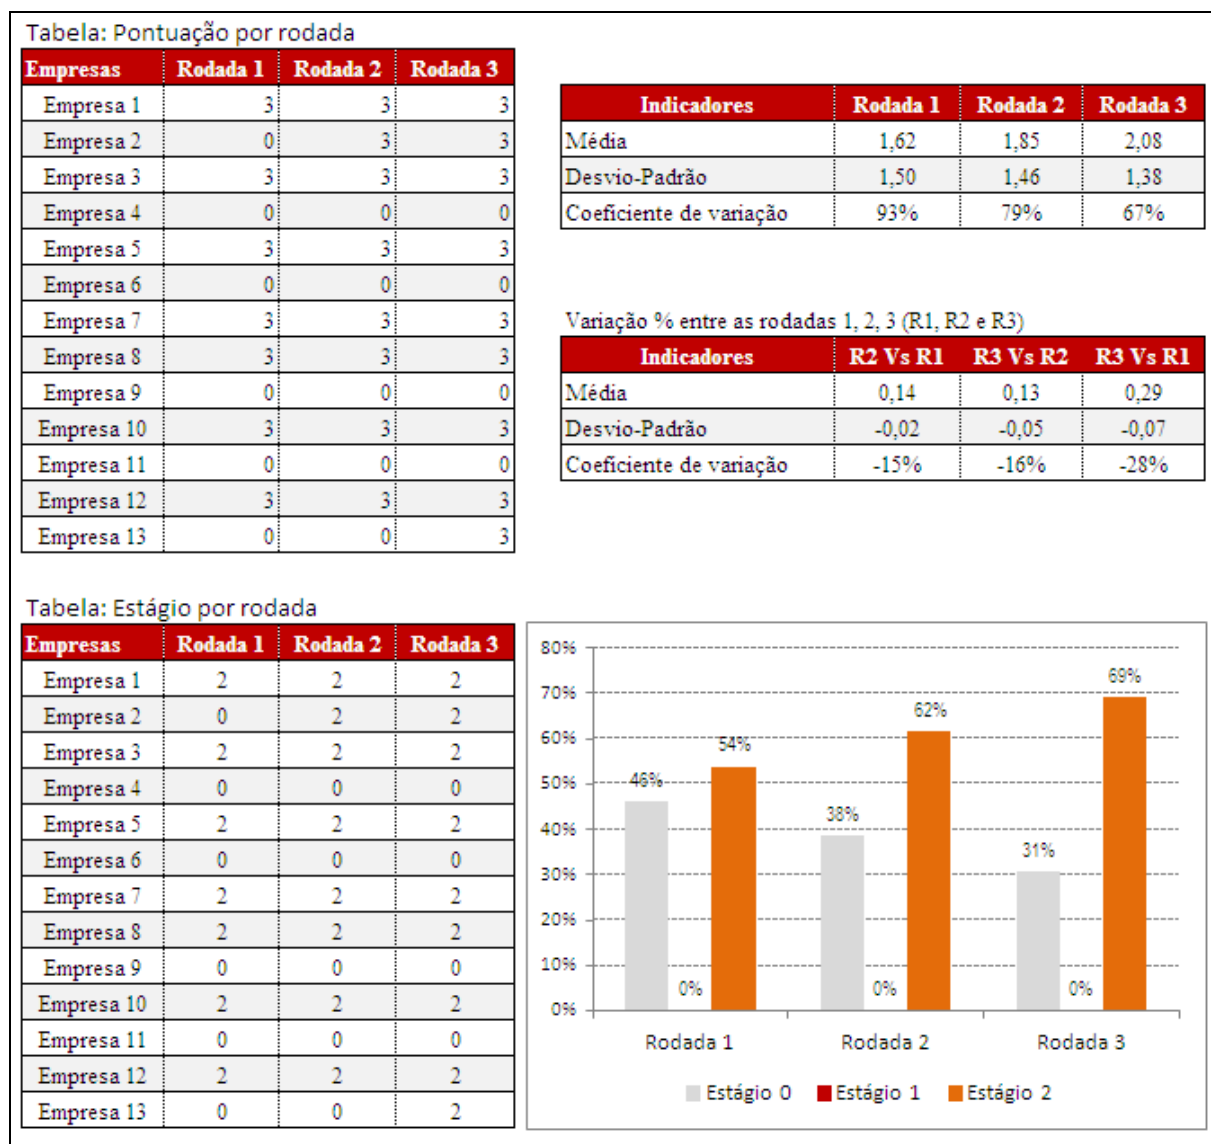 Tabela: Pontuação por rodada
Empresas Rodada 1 Rodada 2 Rodada 3
Empresa 1 3 3 3
Empresa 2 0 3 3
Empresa 3 3 3 3
Empresa 4 0 0 0
Empresa 5 3 3 3
Empresa 6 0 0 0
Empresa 7 3 3 3
Empresa 8 3 3 3
Empresa 9 0 0 0
Empresa 10 3 3 3
Empresa 11 0 0 0
Empresa 12 3 3 3
Empresa 13 0 0 3
Indicadores Rodada 1 Rodada 2 Rodada 3
Média 1,62 1,85 2,08
Desvio-Padrão 1,50 1,46 1,38
Coeficiente de variação 93% 79% 67%
Variação % entre as rodadas 1, 2, 3 (R1, R2 e R3)
Indicadores R2 Vs R1 R3 Vs R2 R3 Vs R1
Média 0,14 0,13 0,29
Desvio-Padrão -0,02 -0,05 -0,07
Coeficiente de variação -15% -16% -28%
Tabela: Estágio por rodada
Empresas Rodada 1 Rodada 2 Rodada 3
Empresa 1 2 2 2
Empresa 2 0 2 2
Empresa 3 2 2 2
Empresa 4 0 0 0
Empresa 5 2 2 2
Empresa 6 0 0 0
Empresa 7 2 2 2
Empresa 8 2 2 2
Empresa 9 0 0 0
Empresa 10 2 2 2
Empresa 11 0 0 0
Empresa 12 2 2 2
Empresa 13 0 0 2
80%
70%
60%
50%
40%
30%
20%
10%
0%
46% 0% 54%
38% 0% 62%
31% 0% 69%
Rodada 1 Rodada 2 Rodada 3
Estágio 0 Estágio 1 Estágio 2